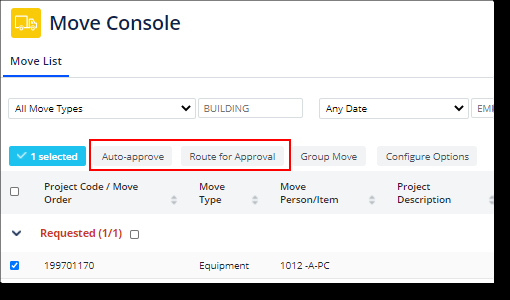 Move Console
Move List
All Move Types BUILDING Any Date
1 selected Auto-approve Route for Approval Group Move Configure Options
Project Code / Move Order Move Type Move Person/Item Project Description
Requested (1/1)
199701170 Equipment 1012 -A-PC